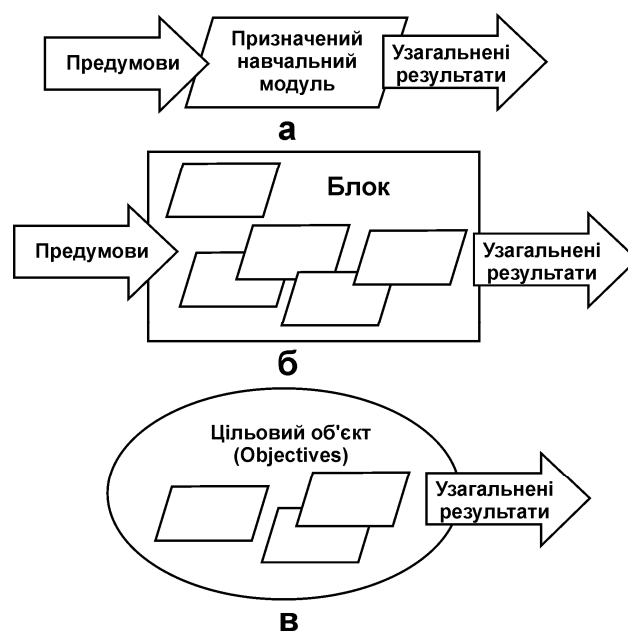 Предумови
Призначений
навчальний
модуль
Узагальнені
результати
а
Блок
Предумови
Узагальнені
результати
б
Цільовий об'єкт
(Objectives)
Узагальнені
результати
в